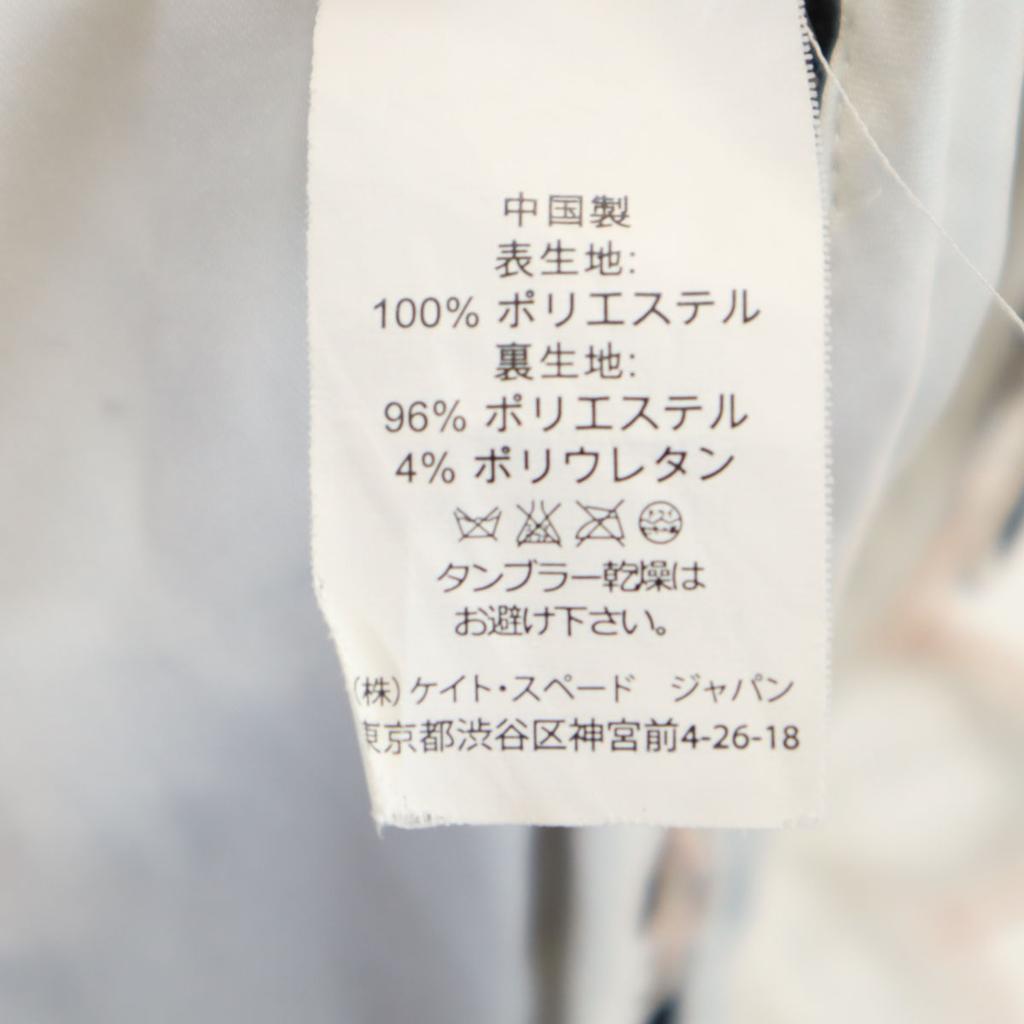 中国製
表生地:
100% ポリエステル
裏生地:
96% ポリエステル
4% ポリウレタン
タンブラー乾燥は
お避け下さい。
(株) ケイト・スペード　ジャパン
東京都渋谷区神宮前4-26-18